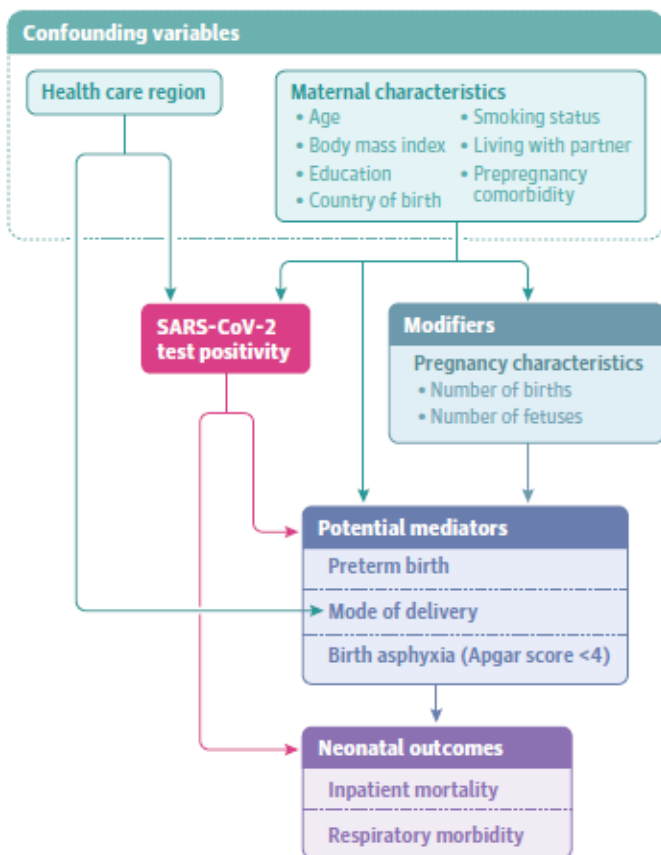 Confounding variables
Health care region
Maternal characteristics
• Age
• Body mass index
• Education
• Country of birth
• Smoking status
• Living with partner
• Prepregnancy
comorbidity
SARS-CoV-2
test positivity
Modifiers
Pregnancy characteristics
• Number of births
• Number of fetuses
Potential mediators
Preterm birth
Mode of delivery
Birth asphyxia (Apgar score <4)
Neonatal outcomes
Inpatient mortality
Respiratory morbidity